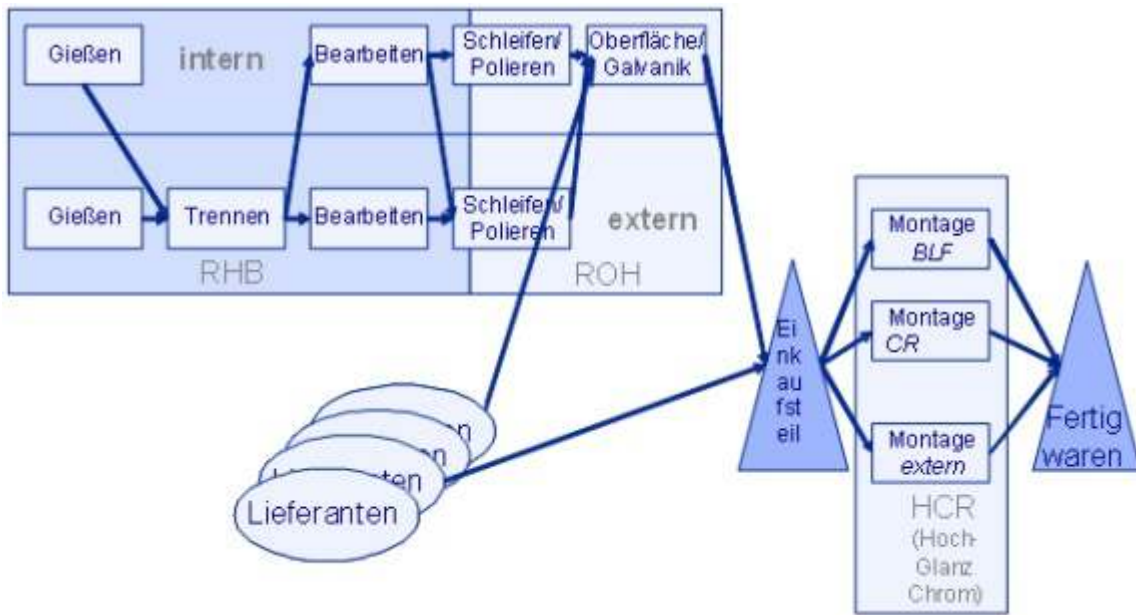 Gießen
intern
Bearbeiten
Schleifen/
Polieren
Oberfläche/
Galvanik
Gießen
Trennen
Bearbeiten
Schleifen/
Polieren
extern
RHB
ROH
Montage
BLF
Montage
CR
Montage
extern
Ei
nk
au
fst
eil
Fertig
waren
Lieferanten
HCR
(Hoch-
Glanz
Chrom)